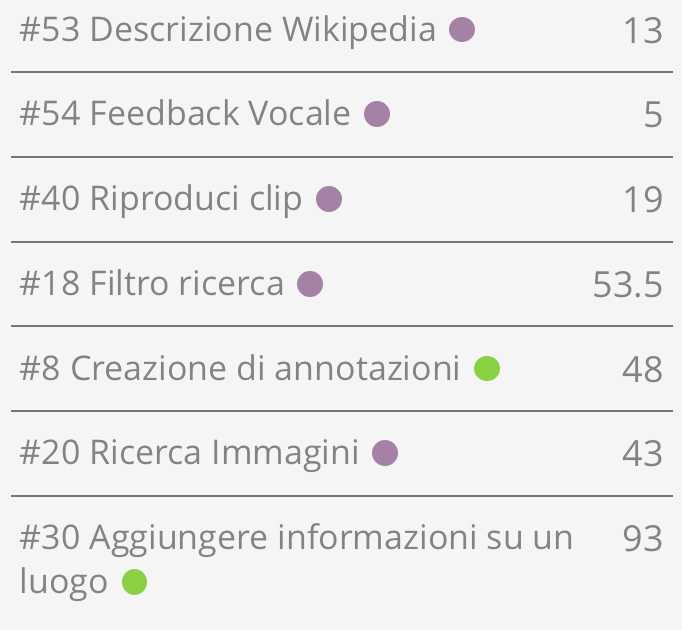 #53 Descrizione Wikipedia 13
#54 Feedback Vocale 5
#40 Riproduci clip 19
#18 Filtro ricerca 53.5
#8 Creazione di annotazioni 48
#20 Ricerca Immagini 43
#30 Aggiungere informazioni su un 93
luogo